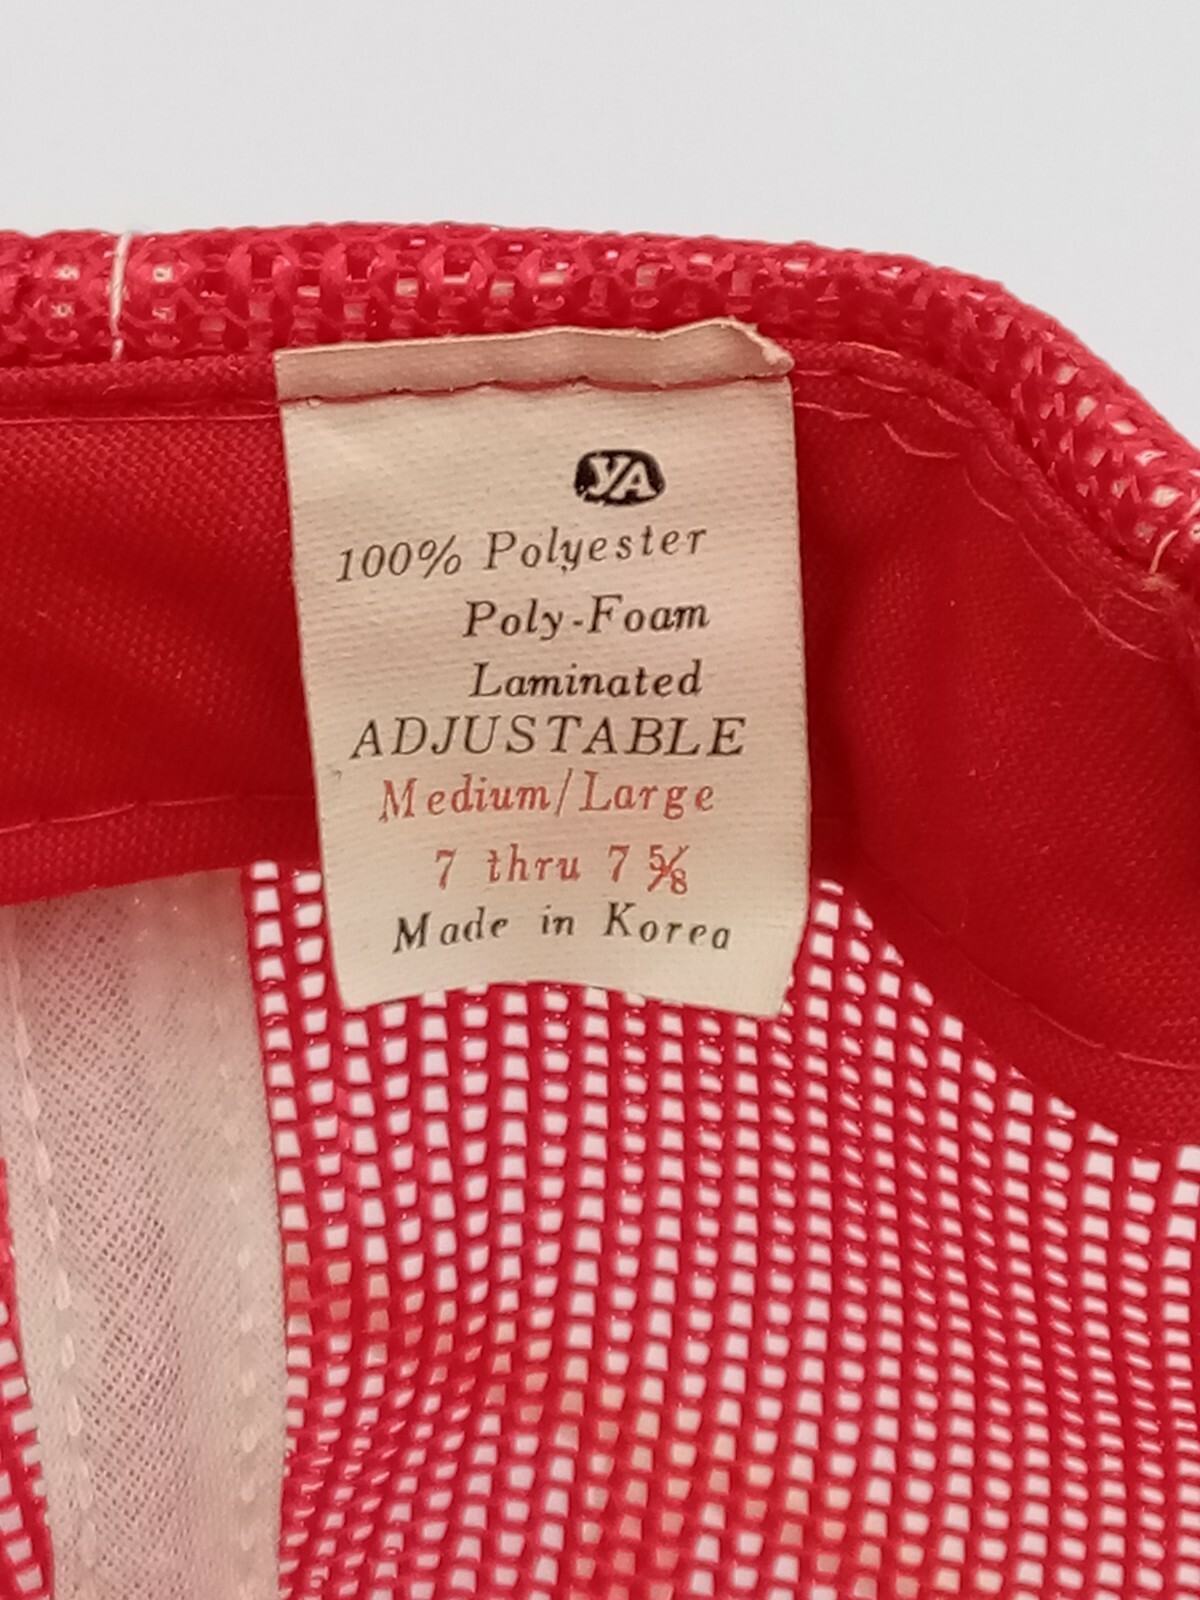 YA
100% Polyester
Poly-Foam
Laminated
ADJUSTABLE
Medium/Large
7 thru 7 5/8
Made in Korea